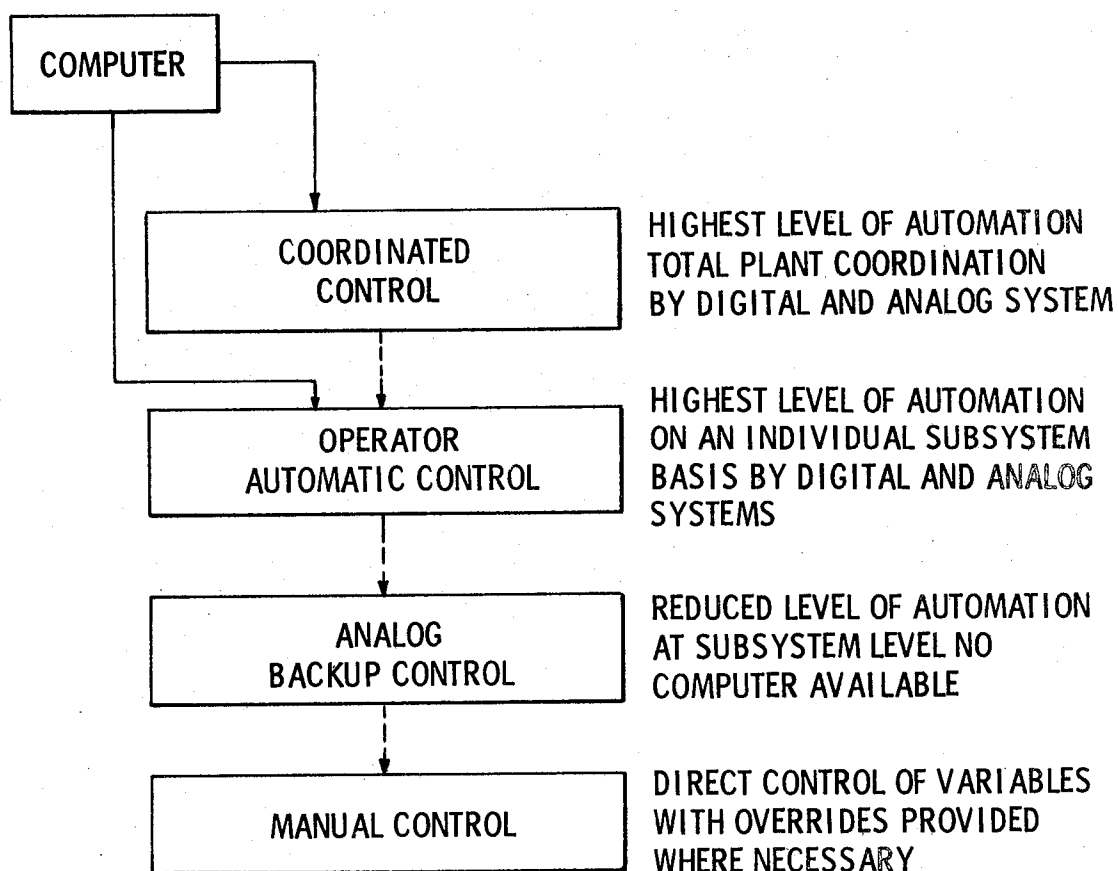 COMPUTER
COORDINATED
CONTROL
HIGHEST LEVEL OF AUTOMATION
TOTAL PLANT COORDINATION
BY DIGITAL AND ANALOG SYSTEM
OPERATOR
AUTOMATIC CONTROL
HIGHEST LEVEL OF AUTOMATION
ON AN INDIVIDUAL SUBSYSTEM
BASIS BY DIGITAL AND ANALOG
SYSTEMS
ANALOG
BACKUP CONTROL
REDUCED LEVEL OF AUTOMATION
AT SUBSYSTEM LEVEL NO
COMPUTER AVAILABLE
MANUAL CONTROL
DIRECT CONTROL OF VARIABLES
WITH OVERRIDES PROVIDED
WHERE NECESSARY